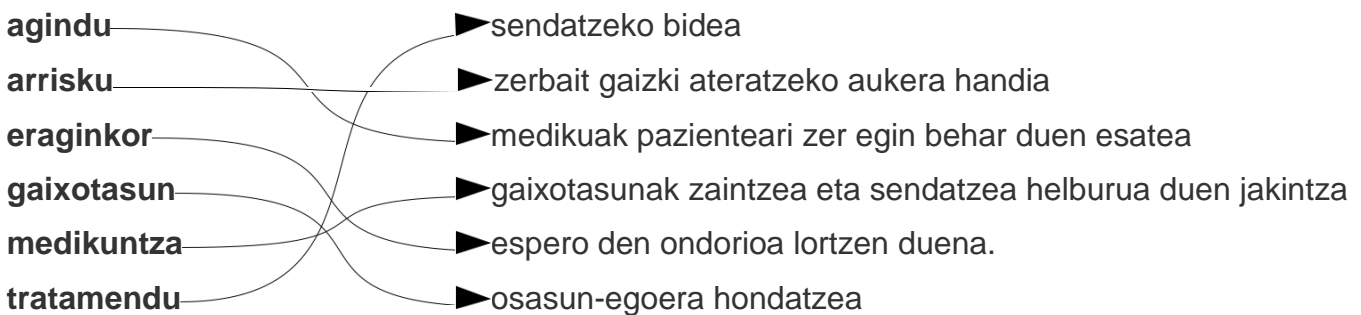 agindu sendatzeko bidea
arrisku zerbait gaizki ateratzeko aukera handia
eraginkor medikuak pazienteari zer egin behar duen esatea
gaixotasun gaixotasunak zaintzea eta sendatzea helburua duen jakintza
medikuntza espero den ondorioa lortzen duena.
tratamendu osasun-egoera hondatzea